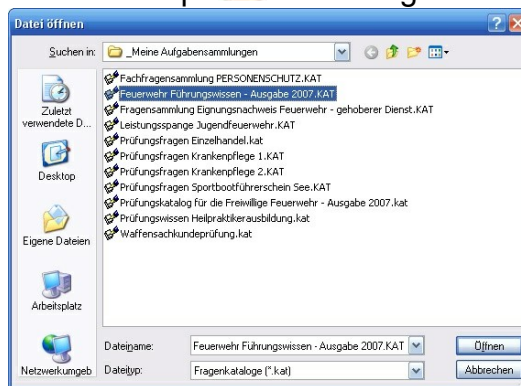 Datei öffnen
Suchen in:
_Meine Aufgabensammlungen
Zuletzt
verwendete D...
Desktop
Eigene Dateien
Arbeitsplatz
Netzwerkumgeb
Fachfragensammlung PERSONENSCHUTZ.KAT
Feuerwehr Führungswissen - Ausgabe 2007.KAT
Fragensammlung Eignungsnachweis Feuerwehr - gehoberer Dienst.KAT
Leistungsspange Jugendfeuerwehr.KAT
Prüfungsfragen Einzelhandel.kat
Prüfungsfragen Krankenpflege 1.KAT
Prüfungsfragen Krankenpflege 2.KAT
Prüfungsfragen Sportbootführerschein See.KAT
Prüfungskatalog für die Freiwillige Feuerwehr - Ausgabe 2007.kat
Prüfungswissen Heilpraktikerausbildung.kat
Waffensachkundeprüfung.kat
Dateiname:
Feuerwehr Führungswissen - Ausgabe 2007.KAT
Öffnen
Dateityp:
Fragenkataloge (*.kat)
Abbrechen